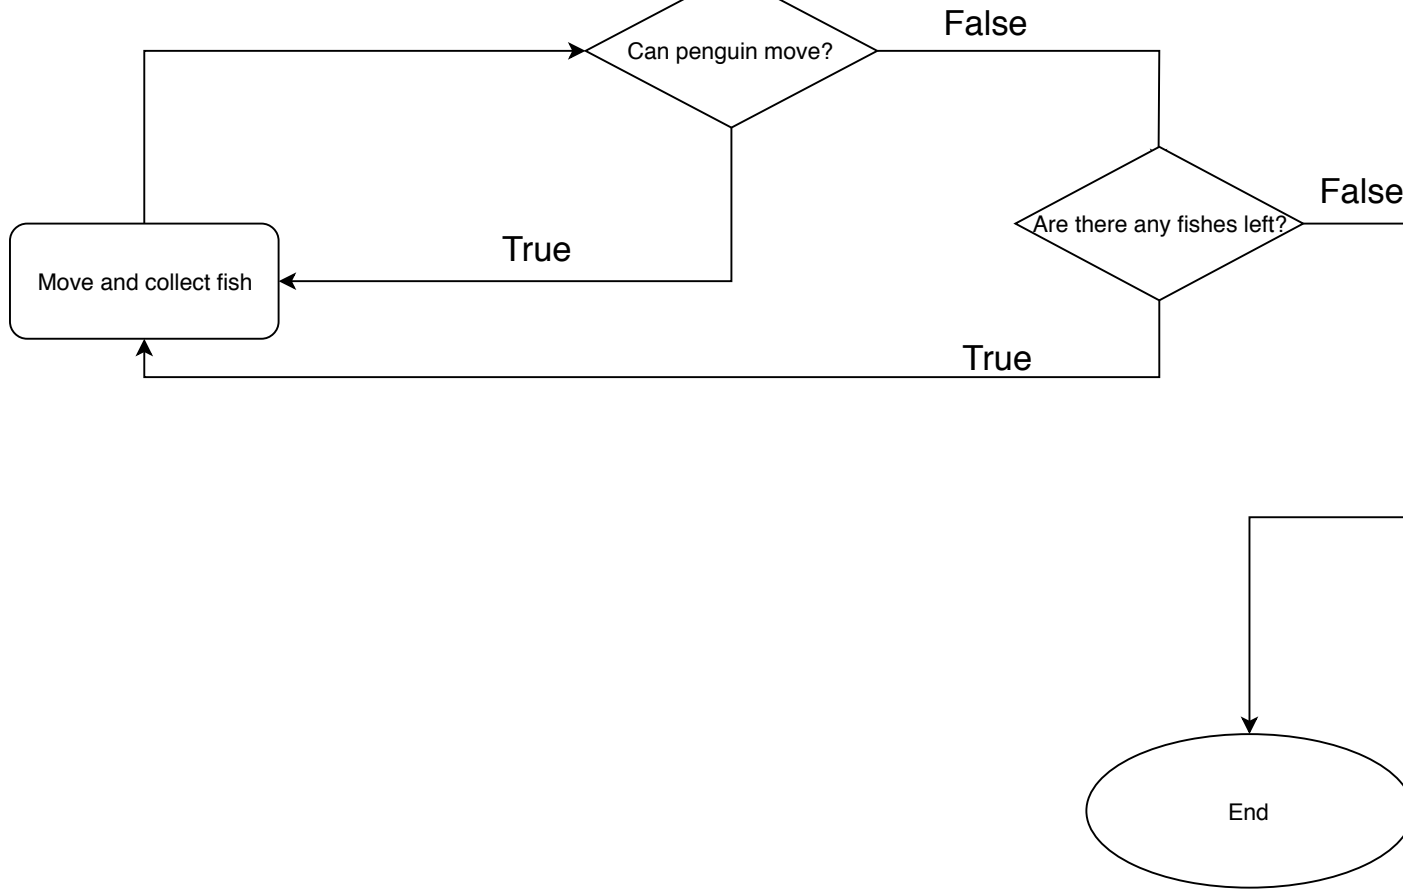 False
Can penguin move?
False
Are there any fishes left?
True
Move and collect fish
True
End